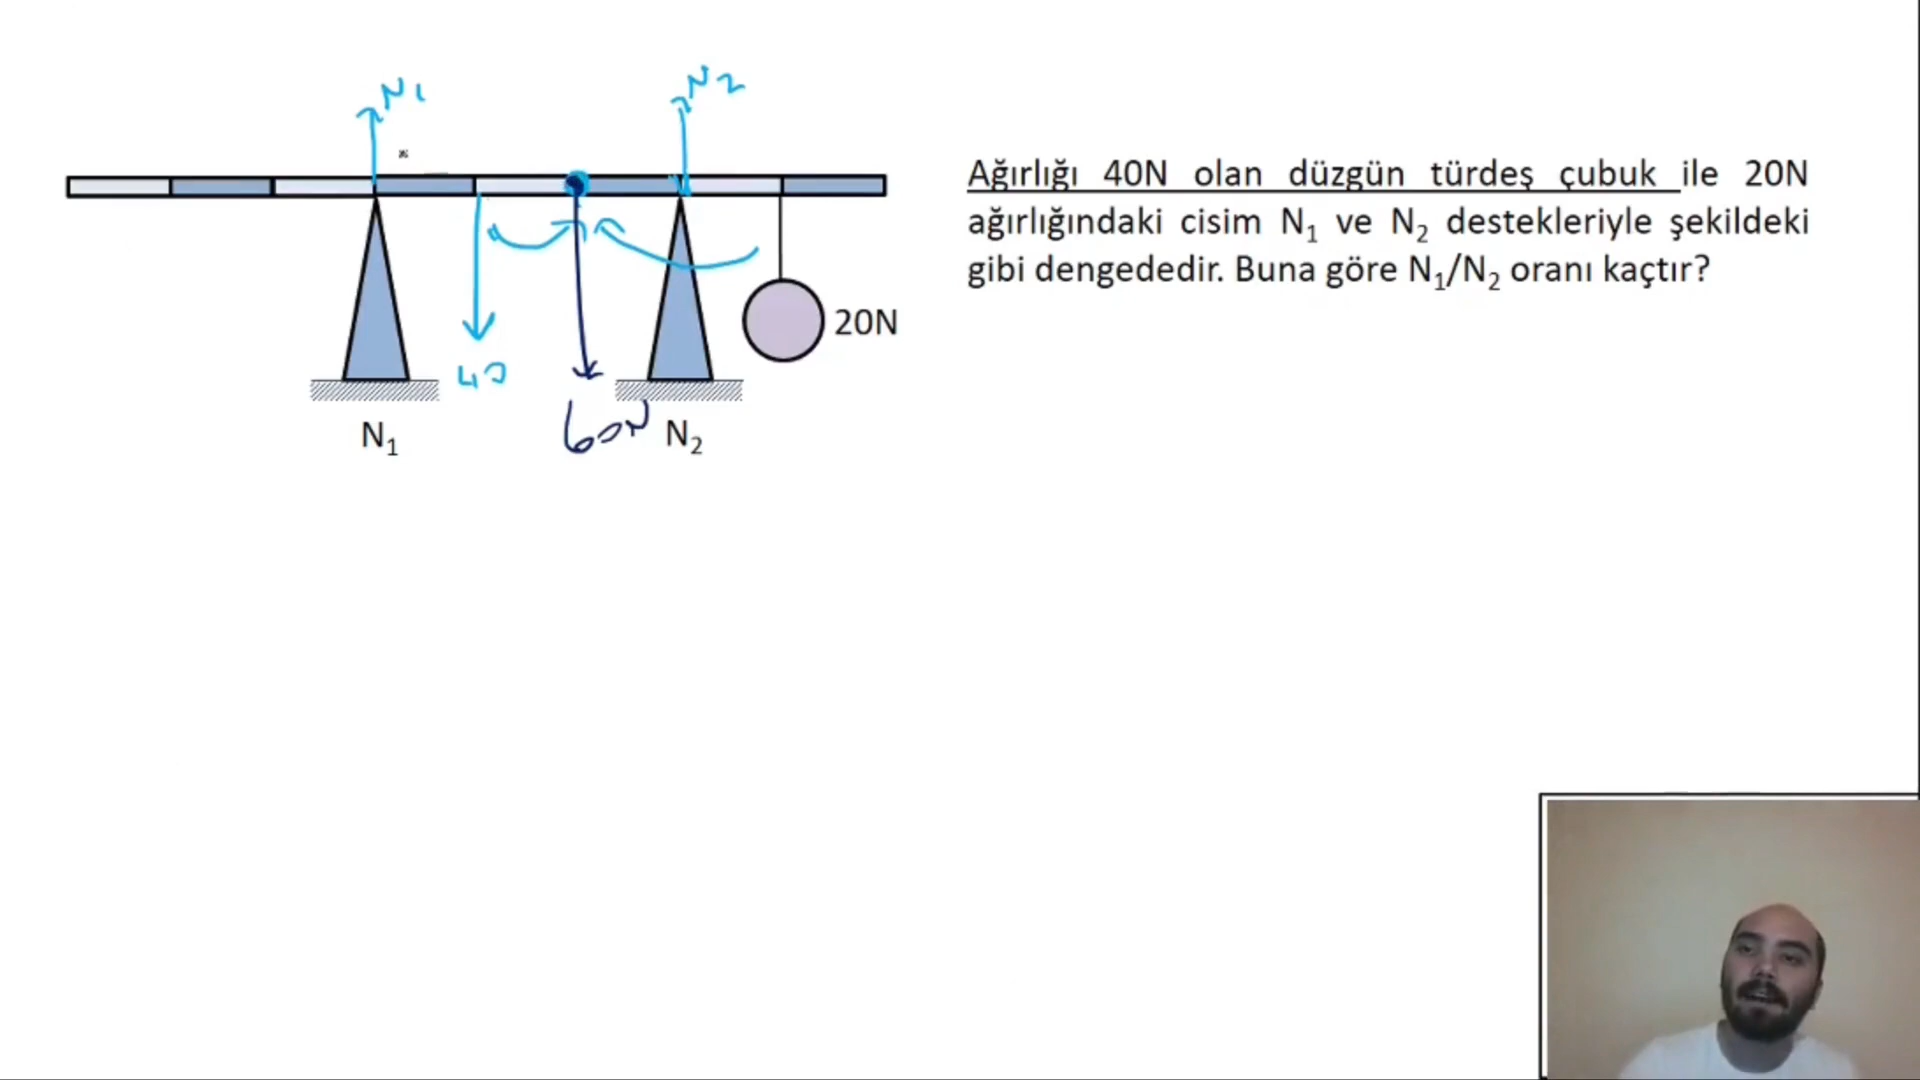 N1
N2
Ağırlığı 40N olan düzgün türdeş çubuk ile 20N
ağırlığındaki cisim N1 ve N2 destekleriyle şekildeki
gibi dengededir. Buna göre N1/N2 oranı kaçtır?
20N
40
60N
N1
N2